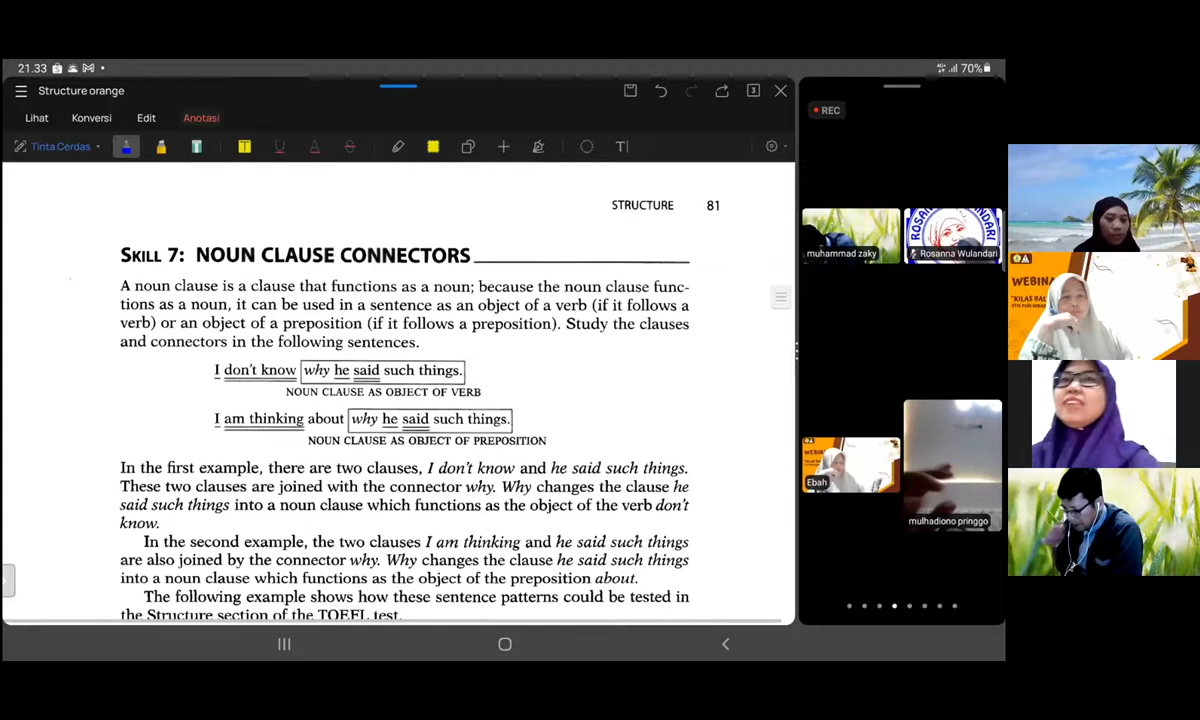 21.33
70%
Structure orange
3
Lihat Konversi Edit Anotasi
Tinta Cerdas
REC
STRUCTURE 81
SKILL 7: NOUN CLAUSE CONNECTORS
A noun clause is a clause that functions as a noun; because the noun clause func-
tions as a noun, it can be used in a sentence as an object of a verb (if it follows a
verb) or an object of a preposition (if it follows a preposition). Study the clauses
and connectors in the following sentences.
I don't know why he said such things.
NOUN CLAUSE AS OBJECT OF VERB
I am thinking about why he said such things.
NOUN CLAUSE AS OBJECT OF PREPOSITION
In the first example, there are two clauses, I don't know and he said such things.
These two clauses are joined with the connector why. Why changes the clause he
said such things into a noun clause which functions as the object of the verb don't
know.
In the second example, the two clauses I am thinking and he said such things
are also joined by the connector why. Why changes the clause he said such things
into a noun clause which functions as the object of the preposition about.
The following example shows how these sentence patterns could be tested in
the Structure section of the TOEFL test.
muhammad zaky
Rosanna Wulandari
Ebah
mulhadiono pringgo
WEBINA
"KILAS BAL